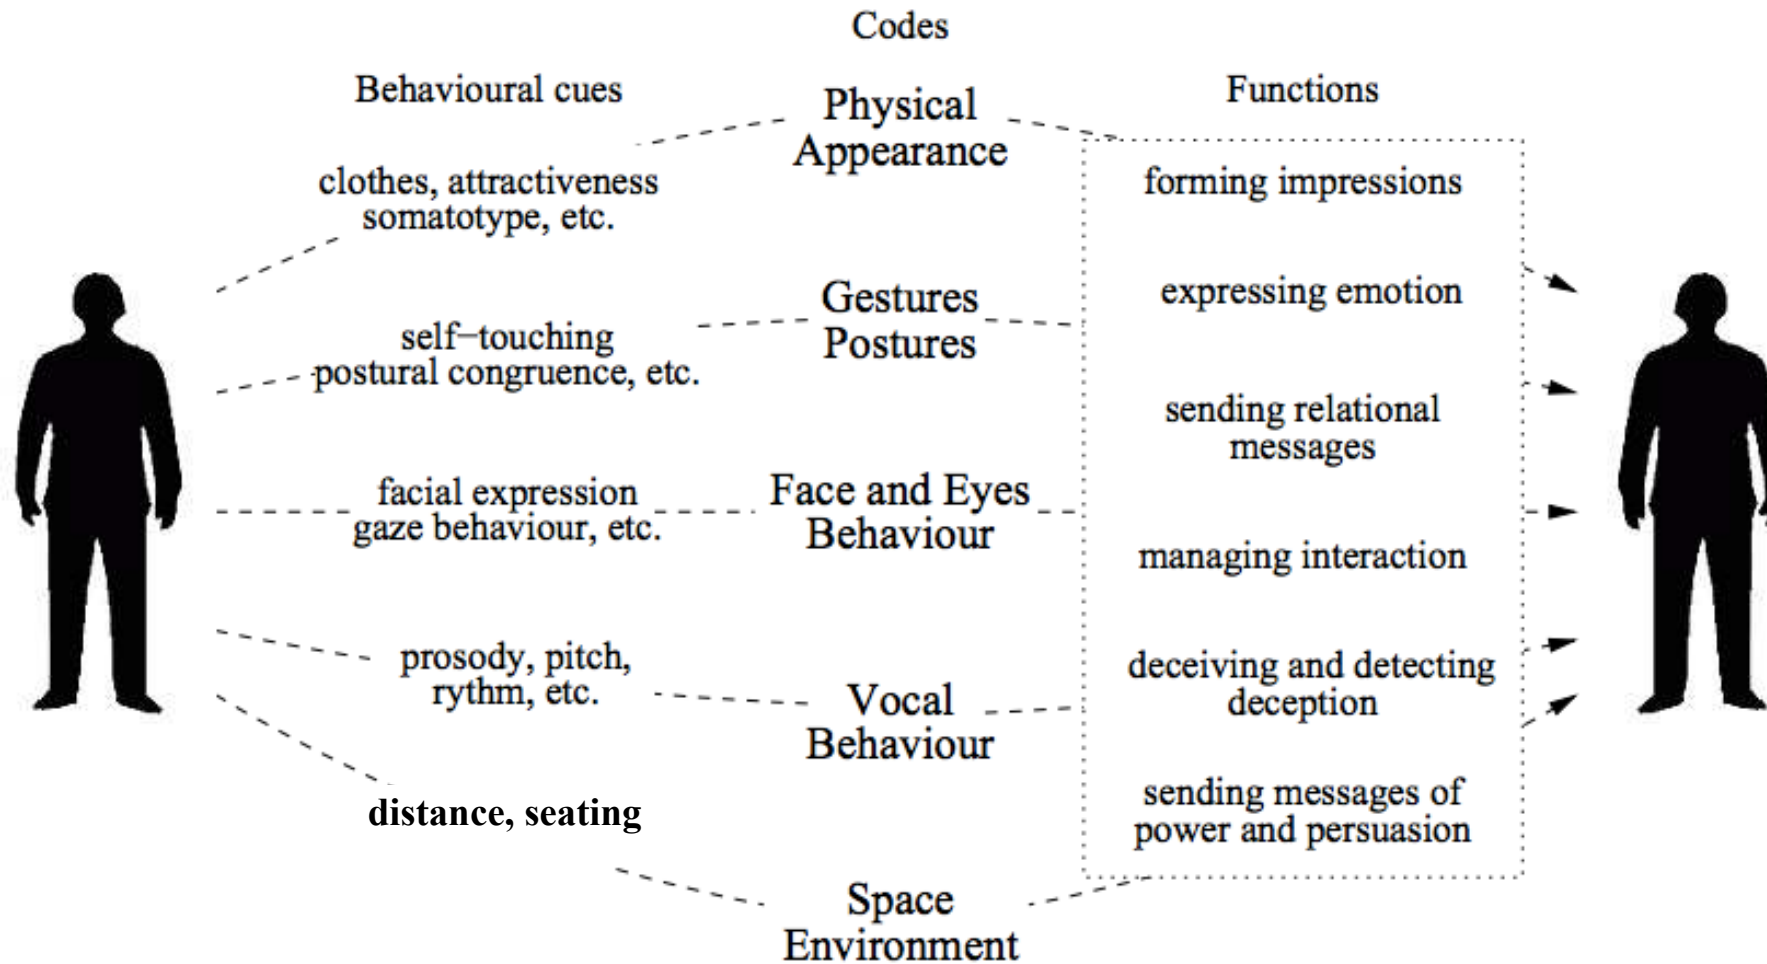 Codes
Behavioural cues
Functions
Physical
Appearance
clothes, attractiveness
somatotype, etc.
forming impressions
Gestures
Postures
expressing emotion
self−touching
postural congruence, etc.
sending relational
messages
Face and Eyes
Behaviour
facial expression
gaze behaviour, etc.
managing interaction
prosody, pitch,
rythm, etc.
Vocal
Behaviour
deceiving and detecting
deception
distance, seating
sending messages of
power and persuasion
Space
Environment